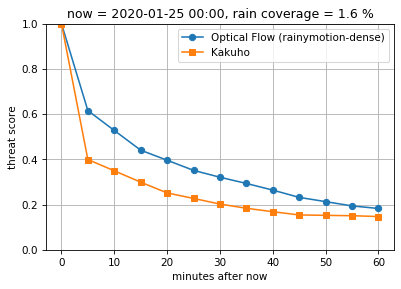 now = 2020-01-25 00:00, rain coverage = 1.6 %
Optical Flow (rainymotion-dense)
Kakuho
threat score
1.0
0.8
0.6
0.4
0.2
0.0
0 10 20 30 40 50 60
minutes after now